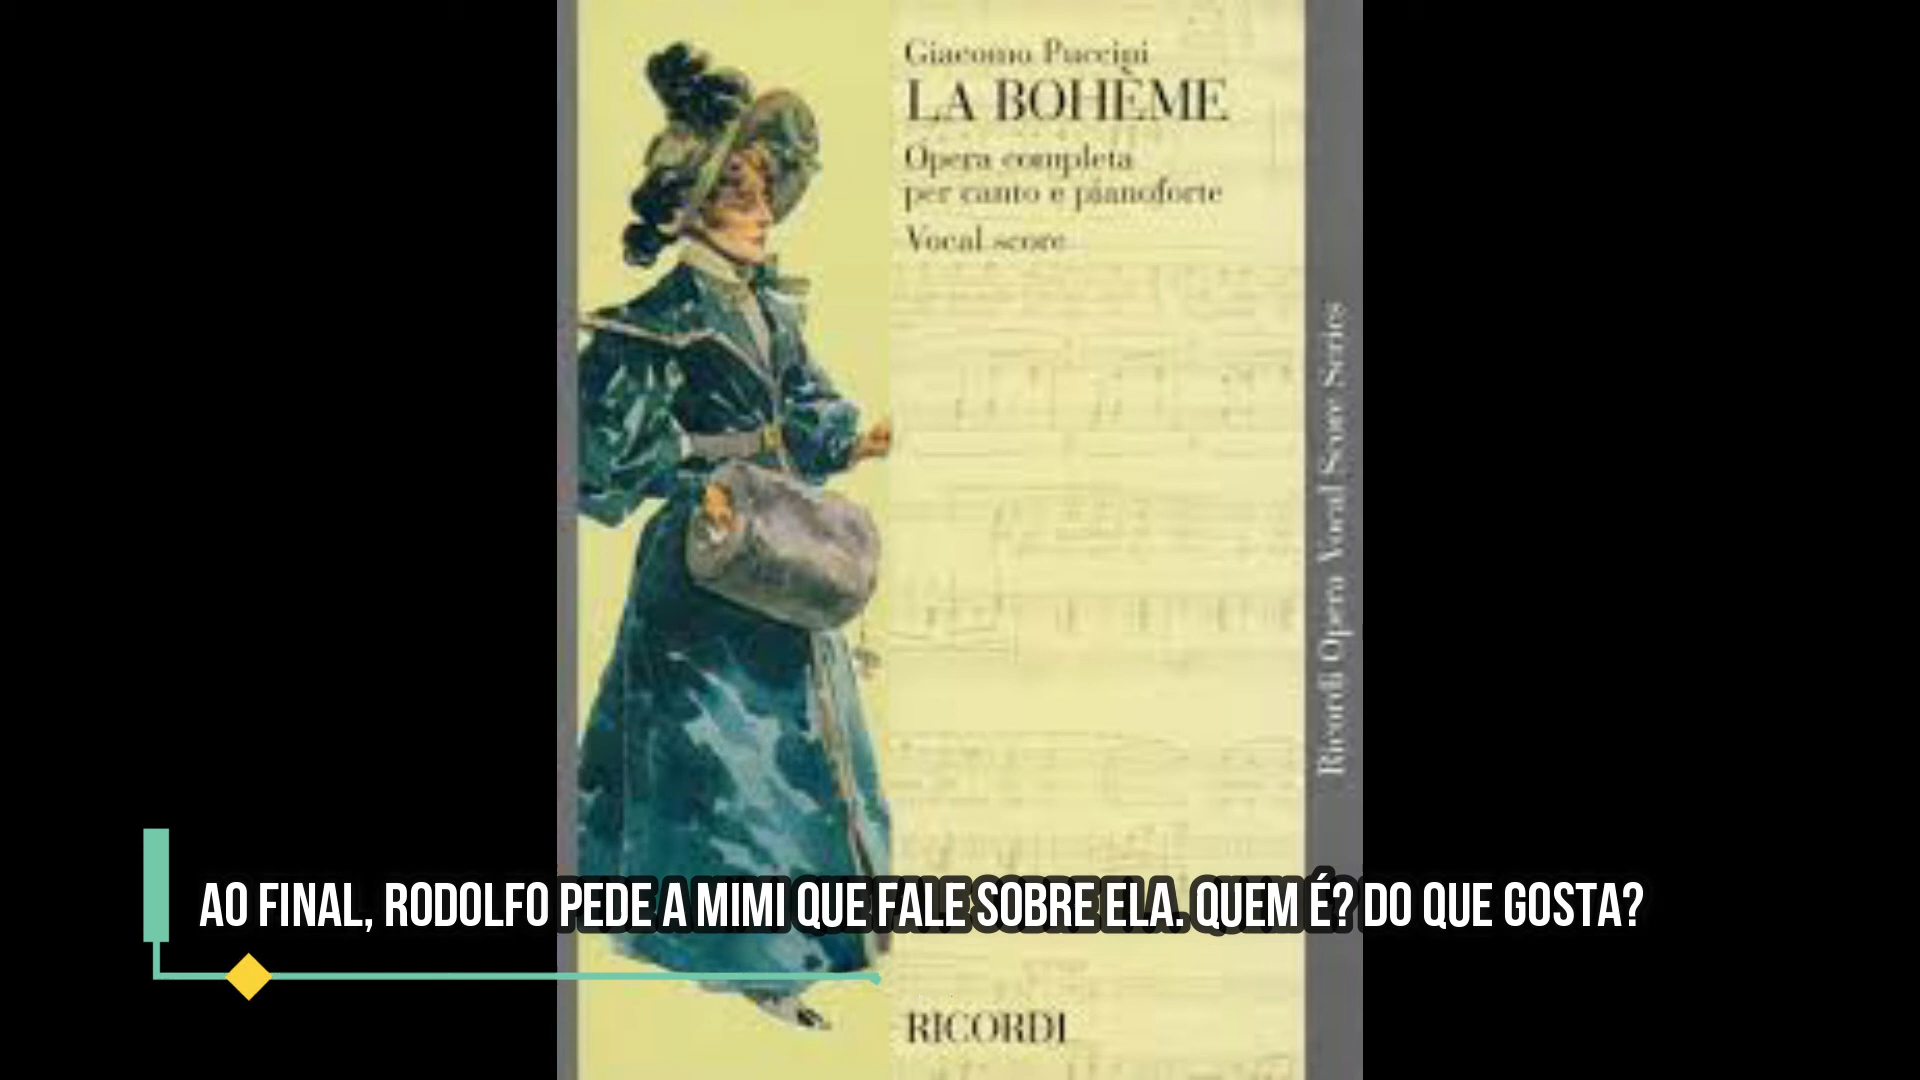 Giacomo Puccini
LA BOHÈME
Opera completa
per canto e pianoforte
Vocal score
Ricordi Opera Vocal Score Series
AO FINAL, RODOLFO PEDE A MIMI QUE FALE SOBRE ELA. QUEM É? DO QUE GOSTA?
RICORDI